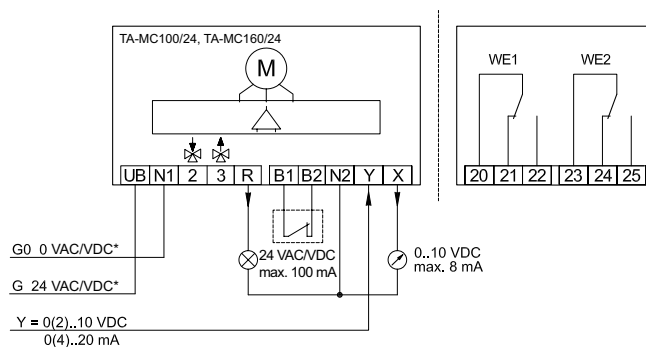 TA-MC100/24, TA-MC160/24
M
WE1 WE2
UB N1 2 3 R B1 B2 N2 Y X
20 21 22 23 24 25
G0 0 VAC/VDC*
24 VAC/VDC
max. 100 mA
0..10 VDC
max. 8 mA
G 24 VAC/VDC*
Y = 0(2)..10 VDC
0(4)..20 mA